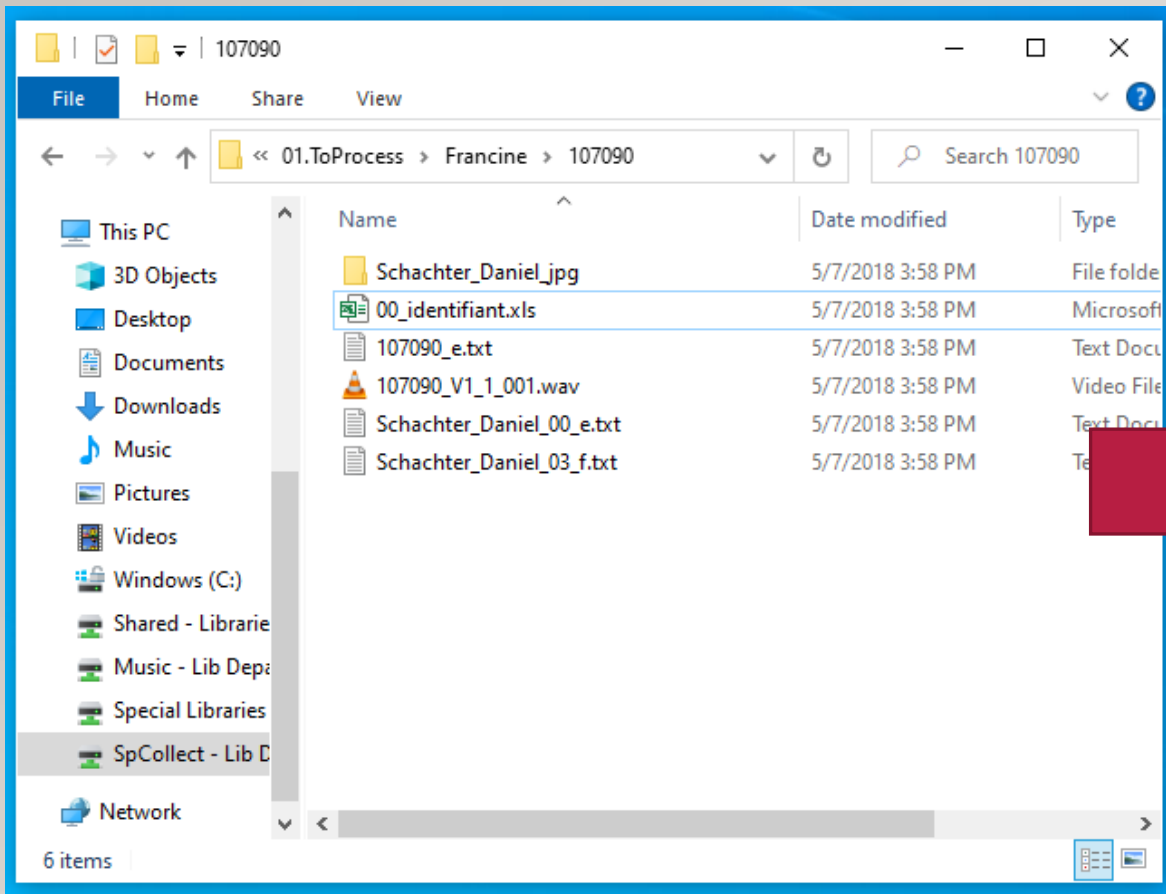 107090
File Home Share View
« 01.ToProcess > Francine > 107090 Search 107090
Name Date modified Type
This PC
3D Objects
Desktop
Documents
Downloads
Music
Pictures
Videos
Windows (C:)
Shared - Librarie
Music - Lib Depa
Special Libraries
SpCollect - Lib D
Network
Schachter_Daniel_jpg 5/7/2018 3:58 PM File folde
00_identifiant.xls 5/7/2018 3:58 PM Microsoft
107090_e.txt 5/7/2018 3:58 PM Text Docu
107090_V1_1_001.wav 5/7/2018 3:58 PM Video File
Schachter_Daniel_00_e.txt 5/7/2018 3:58 PM Text Docu
Schachter_Daniel_03_f.txt 5/7/2018 3:58 PM Te
6 items